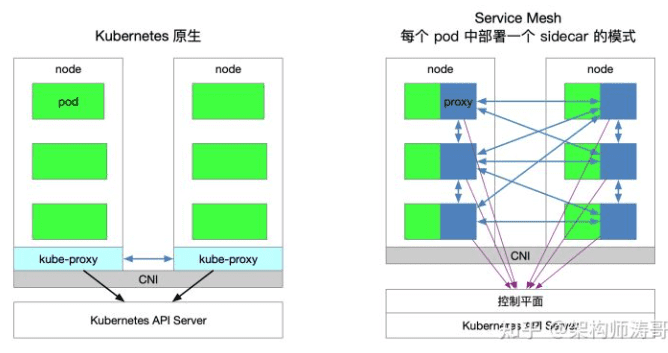 Kubernetes 原生
node
node
pod
kube-proxy
kube-proxy
CNI
Kubernetes API Server
Service Mesh
每个 pod 中部署一个 sidecar 的模式
node
node
proxy
CNI
控制平面
Kubernetes API Server
知乎 @架构师涛哥